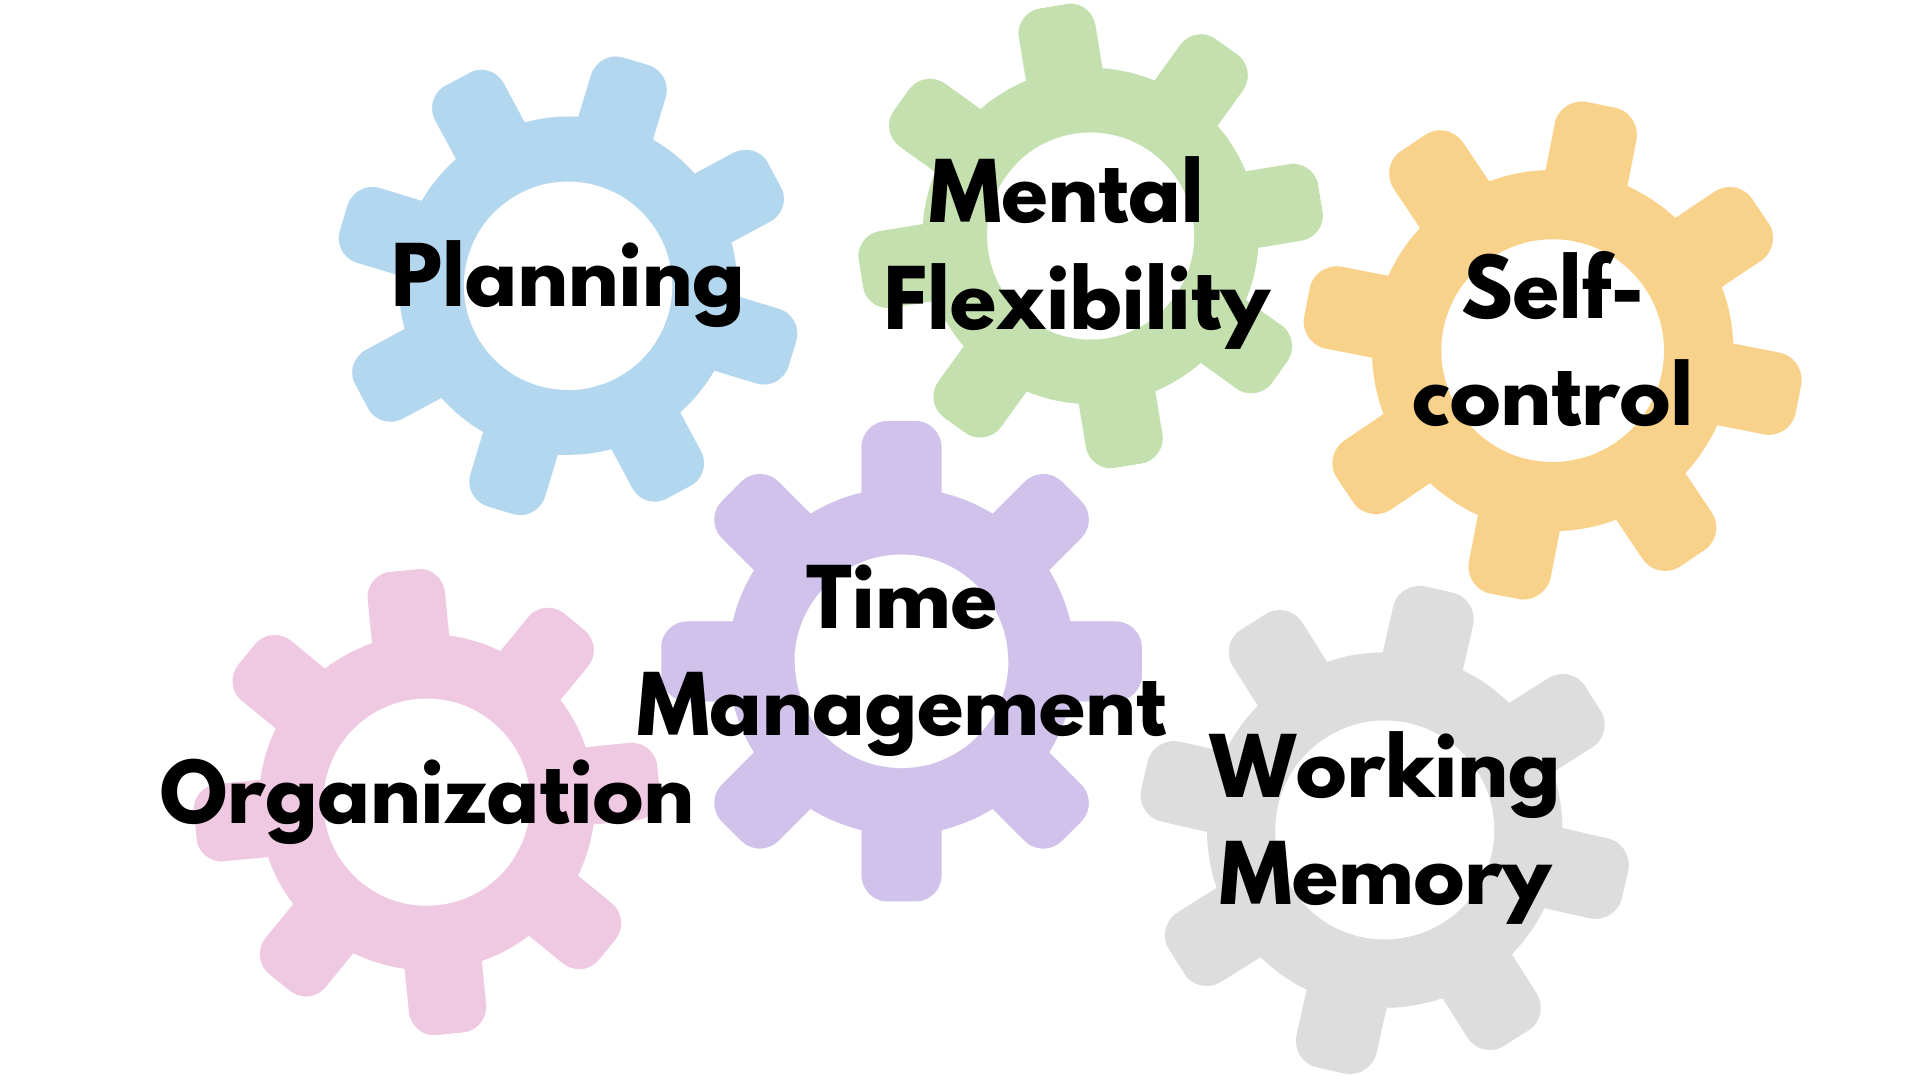 Planning
Mental
Flexibility
Self-
control
Time
Management
Organization
Working
Memory